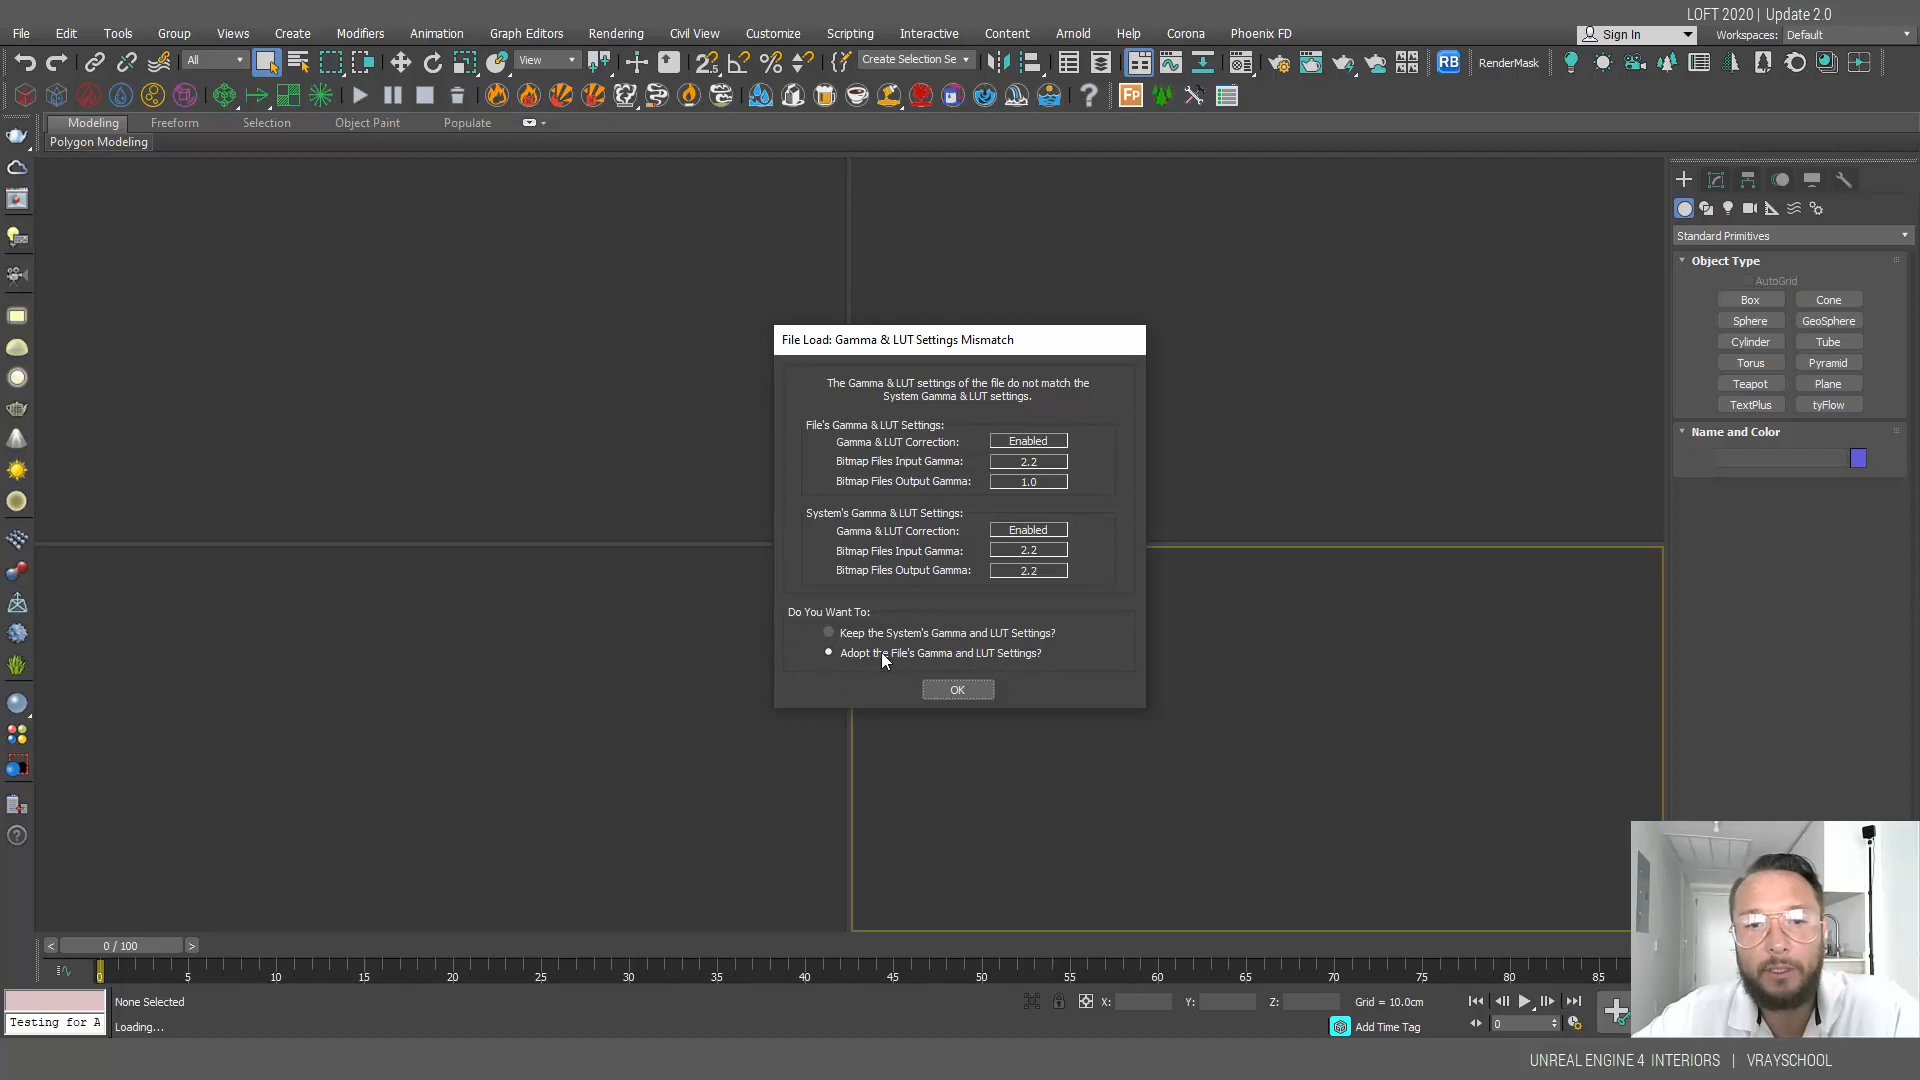 LOFT 2020 | Update 2.0
File Edit Tools Group Views Create Modifiers Animation Graph Editors Rendering Civil View Customize Scripting Interactive Content Arnold Help Corona Phoenix FD
Sign In Workspaces: Default
All View Create Selection Se RB RenderMask
Fp
Modeling Freeform Selection Object Paint Populate
Polygon Modeling
Standard Primitives
Object Type
AutoGrid
Box Cone
Sphere GeoSphere
Cylinder Tube
Torus Pyramid
Teapot Plane
TextPlus tyFlow
Name and Color
File Load: Gamma & LUT Settings Mismatch
The Gamma & LUT settings of the file do not match the
System Gamma & LUT settings.
File's Gamma & LUT Settings:
Gamma & LUT Correction: Enabled
Bitmap Files Input Gamma: 2.2
Bitmap Files Output Gamma: 1.0
System's Gamma & LUT Settings:
Gamma & LUT Correction: Enabled
Bitmap Files Input Gamma: 2.2
Bitmap Files Output Gamma: 2.2
Do You Want To:
Keep the System's Gamma and LUT Settings?
Adopt the File's Gamma and LUT Settings?
OK
< 0 / 100 >
0 5 10 15 20 25 30 35 40 45 50 55 60 65 70 75 80 85
None Selected X: Y: Z: Grid = 10.0cm
Testing for A Loading... Add Time Tag 0
UNREAL ENGINE 4 INTERIORS | VRAYSCHOOL